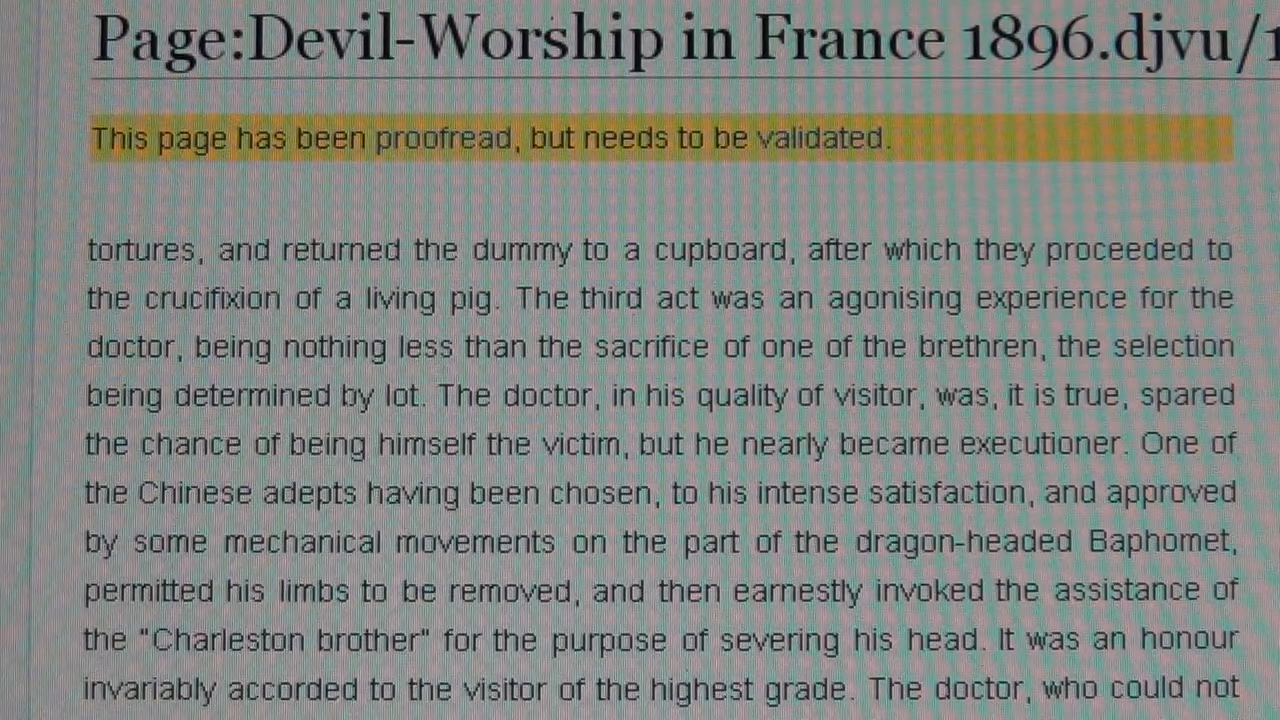 Page:Devil-Worship in France 1896.djvu/1
This page has been proofread, but needs to be validated.
tortures, and returned the dummy to a cupboard, after which they proceeded to
the crucifixion of a living pig. The third act was an agonising experience for the
doctor, being nothing less than the sacrifice of one of the brethren, the selection
being determined by lot. The doctor, in his quality of visitor, was, it is true, spared
the chance of being himself the victim, but he nearly became executioner. One of
the Chinese adepts having been chosen, to his intense satisfaction, and approved
by some mechanical movements on the part of the dragon-headed Baphomet,
permitted his limbs to be removed, and then earnestly invoked the assistance of
the "Charleston brother" for the purpose of severing his head. It was an honour
invariably accorded to the visitor of the highest grade. The doctor, who could not